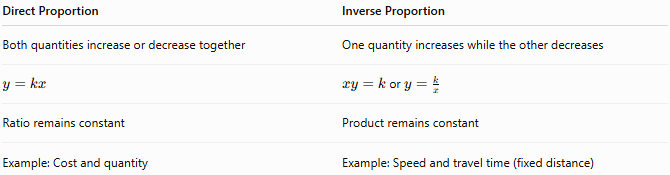 Direct Proportion Inverse Proportion
Both quantities increase or decrease together One quantity increases while the other decreases
y = kx xy = k or y = k/x
Ratio remains constant Product remains constant
Example: Cost and quantity Example: Speed and travel time (fixed distance)